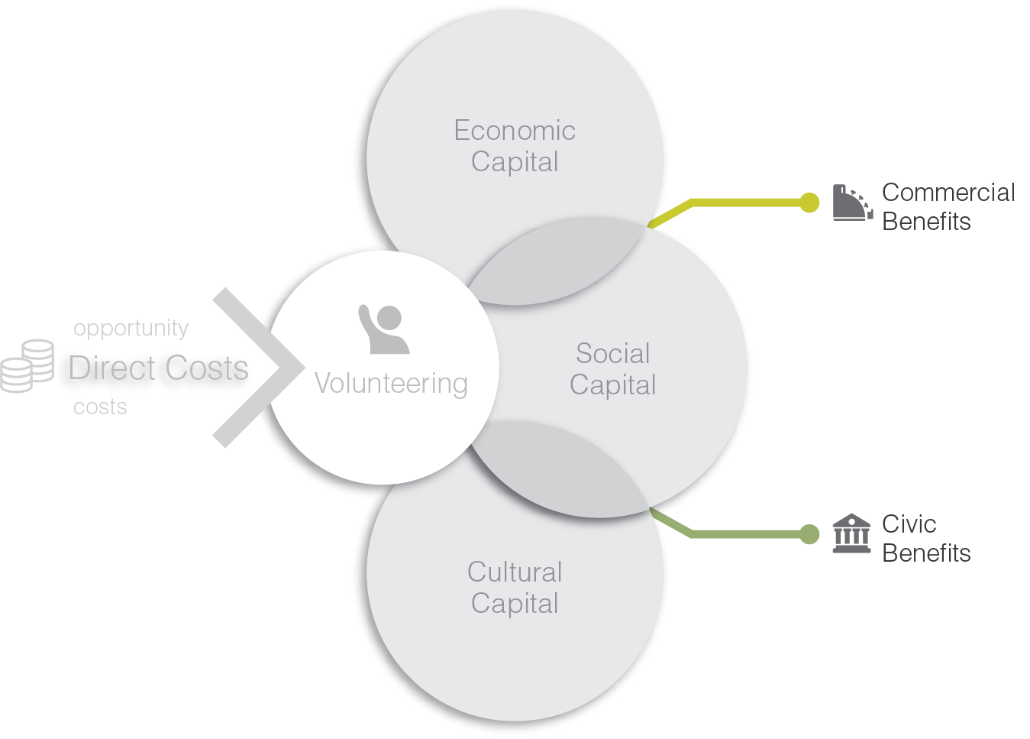 Economic
Capital
Commercial
Benefits
opportunity
Direct Costs
costs
Volunteering
Social
Capital
Civic
Benefits
Cultural
Capital